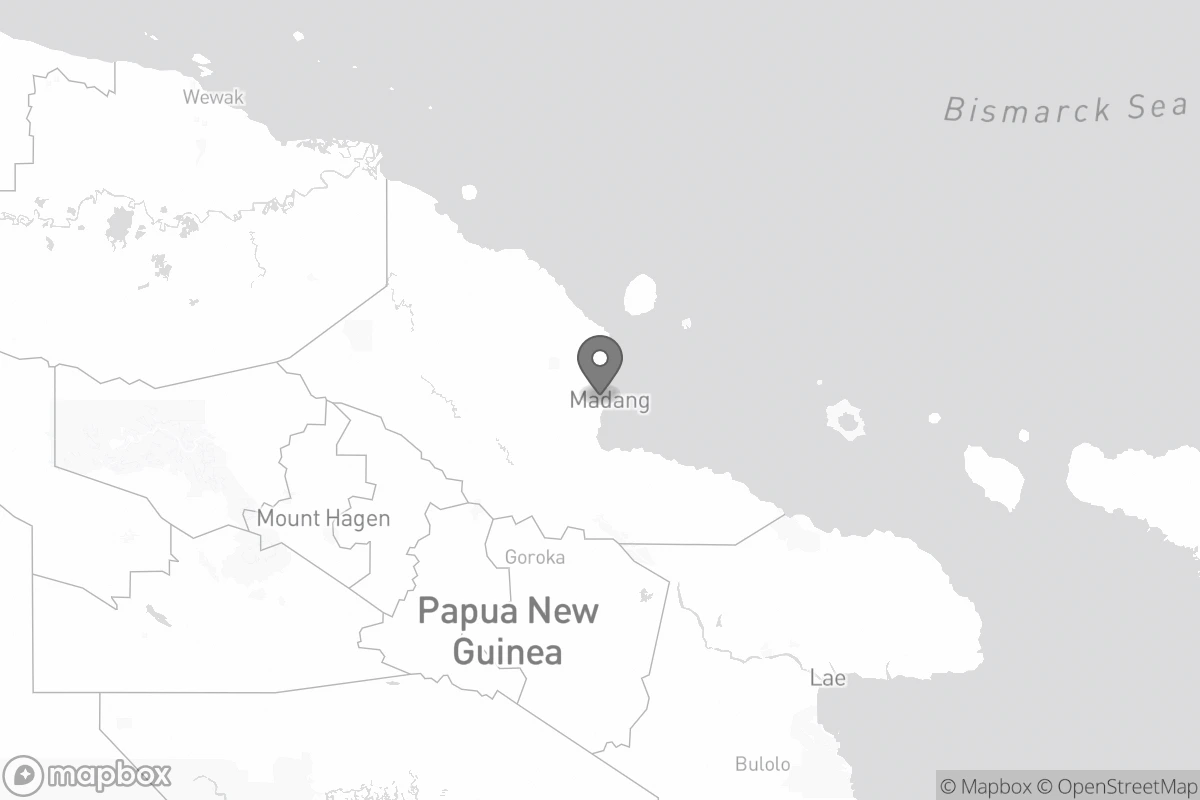 Wewak
Bismarck Sea
Madang
Mount Hagen
Goroka
Papua New
Guinea
Lae
Bulolo
mapbox
© Mapbox © OpenStreetMap